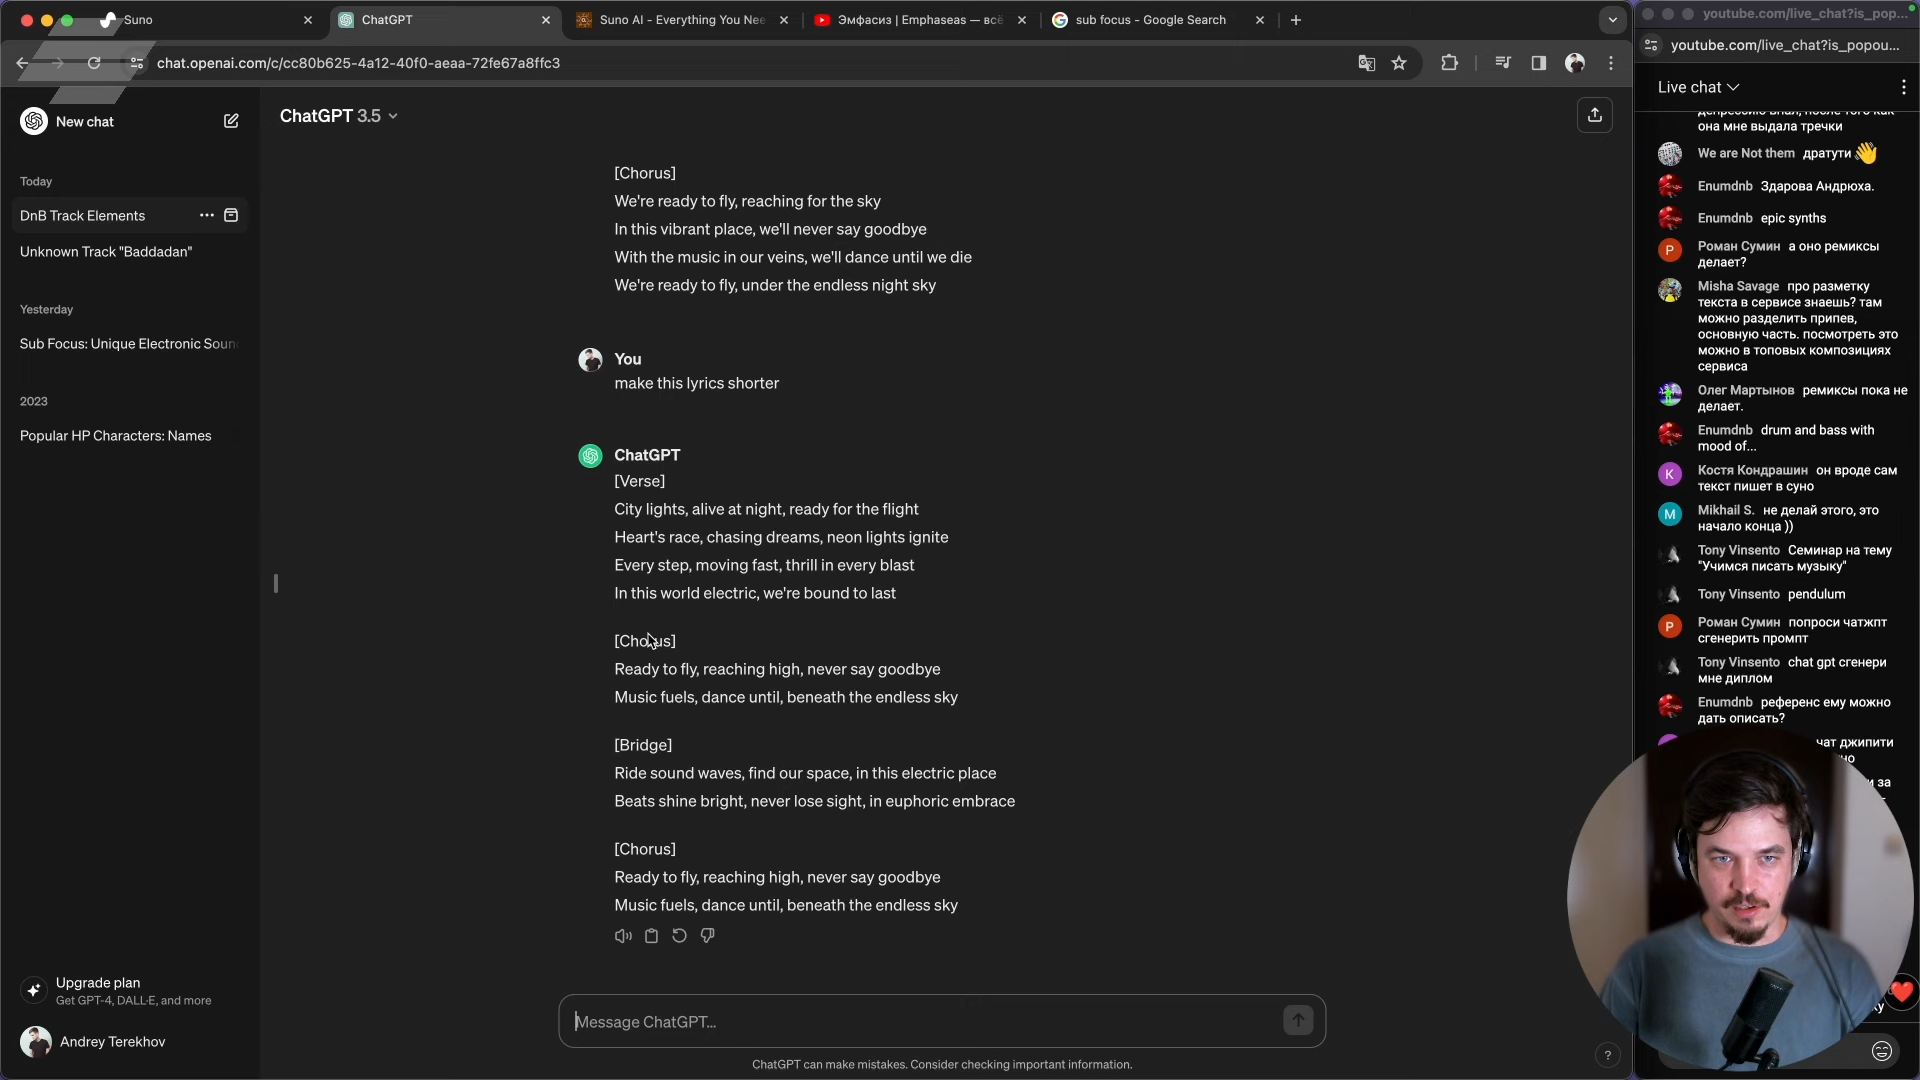 Suno
ChatGPT
Suno AI - Everything You Nee
Эмфасиз | Emphaseas — всё
sub focus - Google Search
youtube.com/live_chat?is_pop...
chat.openai.com/c/cc80b625-4a12-40f0-aeaa-72fe67a8ffc3
youtube.com/live_chat?is_popou...
New chat
Today
DnB Track Elements
Unknown Track "Baddadan"
Yesterday
Sub Focus: Unique Electronic Soun
2023
Popular HP Characters: Names
Upgrade plan
Get GPT-4, DALL·E, and more
Andrey Terekhov
ChatGPT 3.5
[Chorus]
We're ready to fly, reaching for the sky
In this vibrant place, we'll never say goodbye
With the music in our veins, we'll dance until we die
We're ready to fly, under the endless night sky
You
make this lyrics shorter
ChatGPT
[Verse]
City lights, alive at night, ready for the flight
Heart's race, chasing dreams, neon lights ignite
Every step, moving fast, thrill in every blast
In this world electric, we're bound to last
[Chorus]
Ready to fly, reaching high, never say goodbye
Music fuels, dance until, beneath the endless sky
[Bridge]
Ride sound waves, find our space, in this electric place
Beats shine bright, never lose sight, in euphoric embrace
[Chorus]
Ready to fly, reaching high, never say goodbye
Music fuels, dance until, beneath the endless sky
Message ChatGPT...
ChatGPT can make mistakes. Consider checking important information.
?
Live chat
депрессию впал, после того как
она мне выдала тречки
We are Not them дратути 👋
Enumdnb Здарова Андрюха.
Enumdnb epic synths
Р
Роман Сумин а оно ремиксы
делает?
Misha Savage про разметку
текста в сервисе знаешь? там
можно разделить припев,
основную часть. посмотреть это
можно в топовых композициях
сервиса
Олег Мартынов ремиксы пока не
делает.
Enumdnb drum and bass with
mood of...
К
Костя Кондрашин он вроде сам
текст пишет в суно
M
Mikhail S. не делай этого, это
начало конца ))
Tony Vinsento Семинар на тему
"Учимся писать музыку"
Tony Vinsento pendulum
Р
Роман Сумин попроси чатжпт
сгенерить промпт
Tony Vinsento chat gpt сгенери
мне диплом
Enumdnb референс ему можно
дать описать?
чат джипити
за